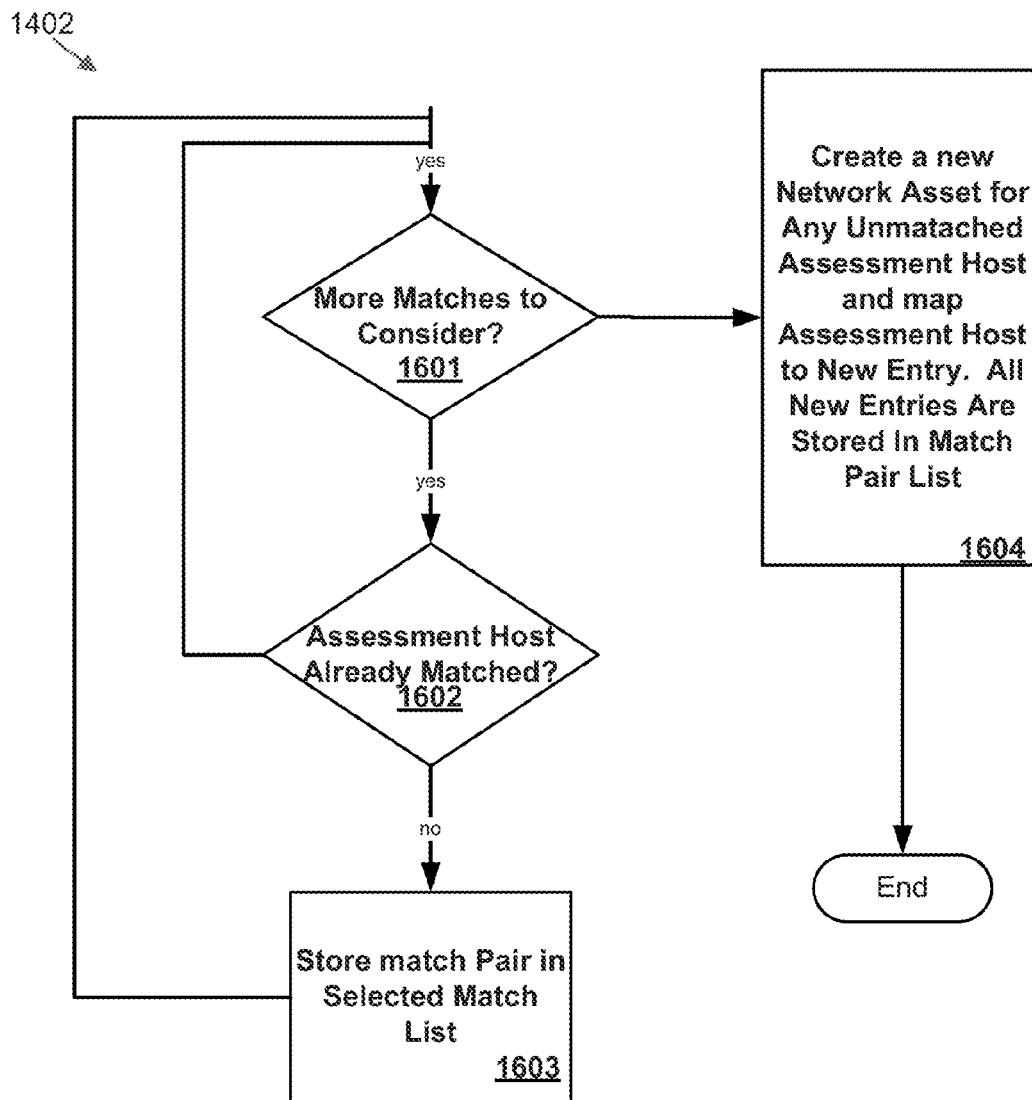 1402
yes
More Matches to
Consider?
1601
yes
Assessment Host
Already Matched?
1602
no
Store match Pair in
Selected Match
List
1603
Create a new
Network Asset for
Any Unmatached
Assessment Host
and map
Assessment Host
to New Entry. All
New Entries Are
Stored In Match
Pair List
1604
End